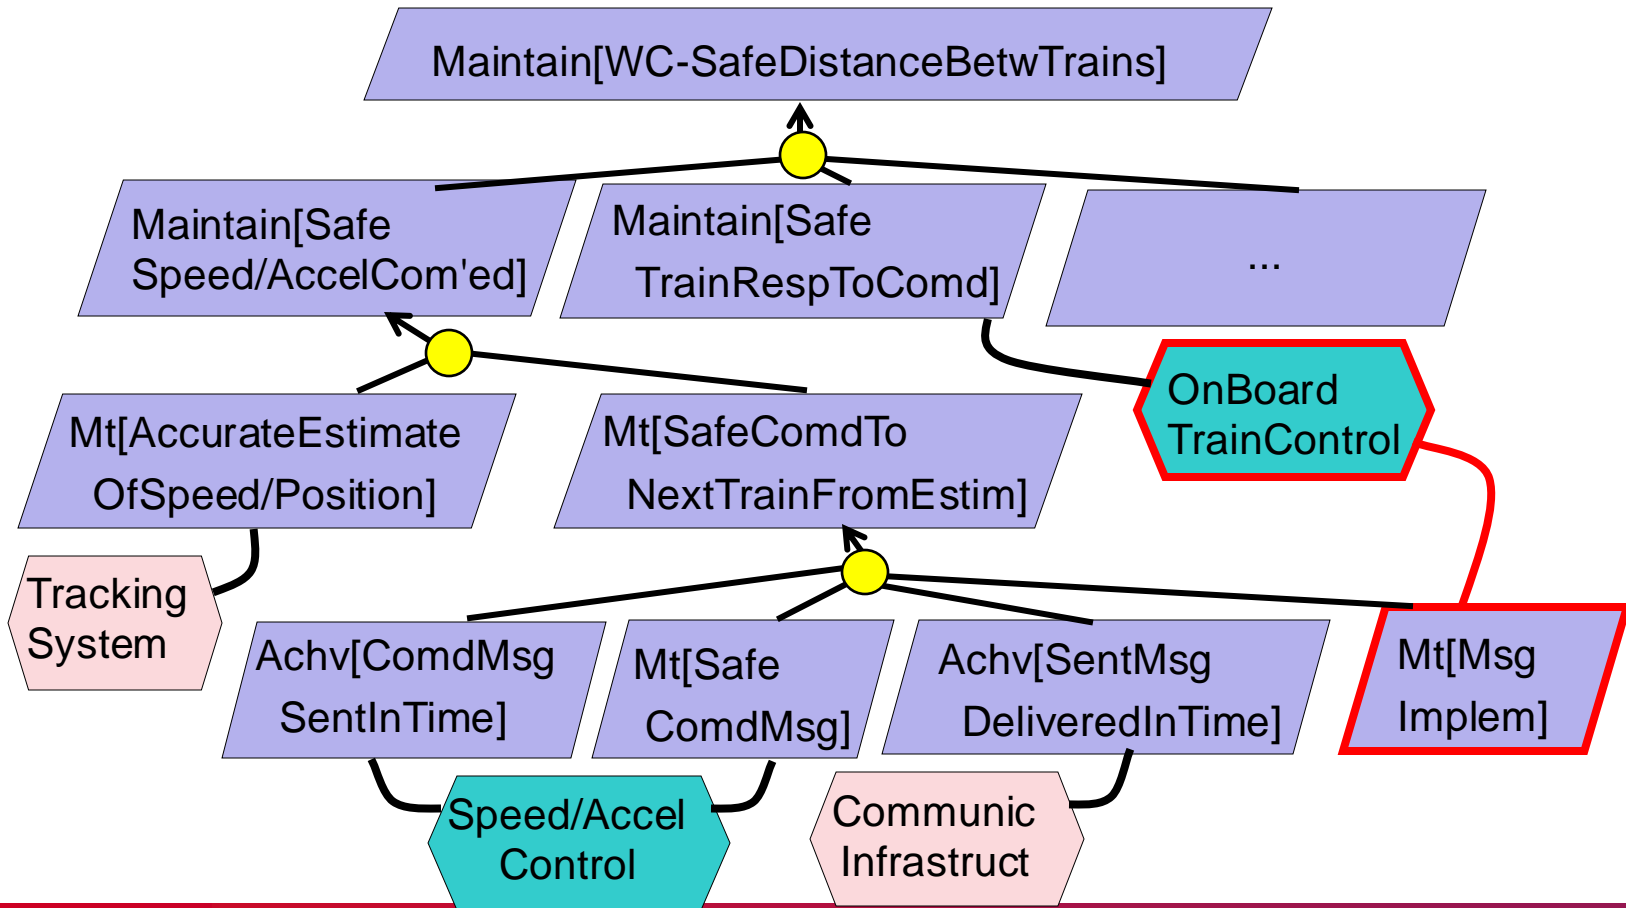 Maintain[WC-SafeDistanceBetwTrains]
Maintain[Safe
Speed/AccelCom'ed]
Maintain[Safe
TrainRespToComd]
...
OnBoard
TrainControl
Mt[AccurateEstimate
OfSpeed/Position]
Mt[SafeComdTo
NextTrainFromEstim]
Tracking
System
Achv[ComdMsg
SentInTime]
Mt[Safe
ComdMsg]
Achv[SentMsg
DeliveredInTime]
Mt[Msg
Implem]
Speed/Accel
Control
Communic
Infrastruct